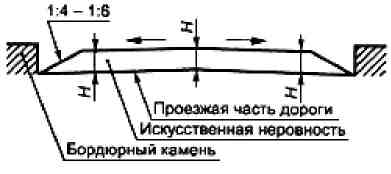 1:4 – 1:6
H
H
H
Проезжая часть дороги
Искусственная неровность
Бордюрный камень